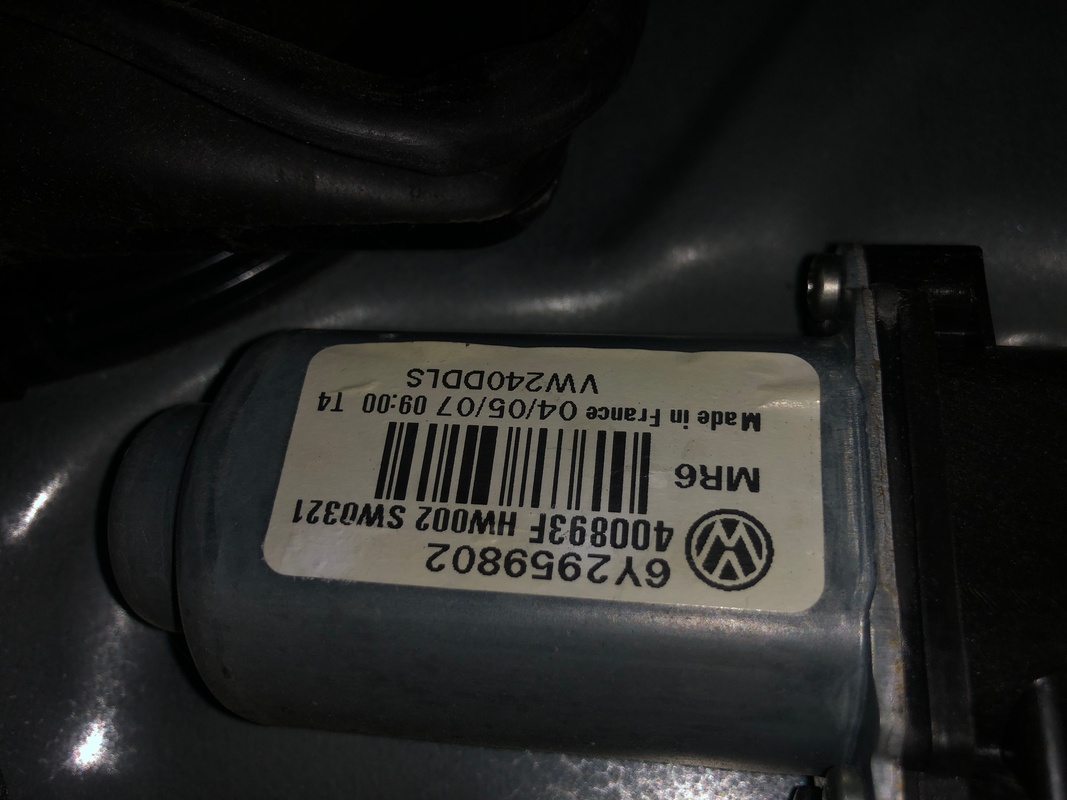 6Y2959802
400893F HW002 SW0321
MR6
Made in France 04/05/07 09:00 T4
VW240DDLS